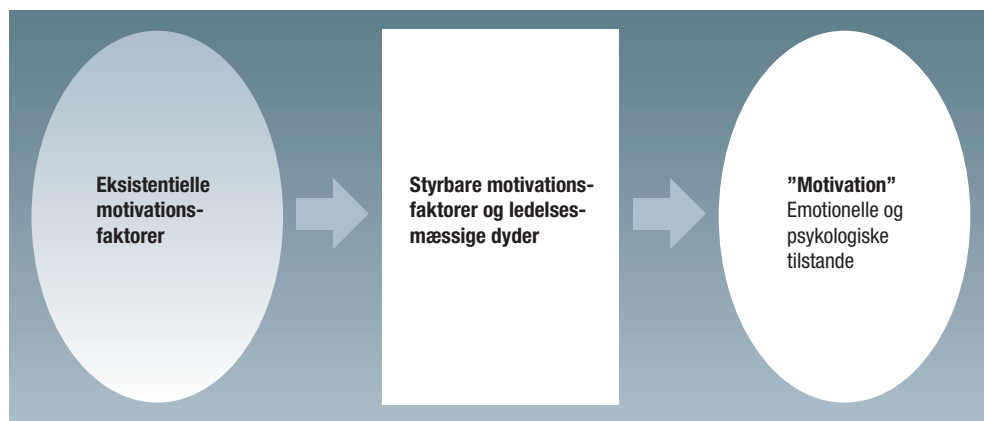 Eksistentielle
motivations-
faktorer
Styrbare motivations-
faktorer og ledelses-
mæssige dyder
”Motivation”
Emotionelle og
psykologiske
tilstande